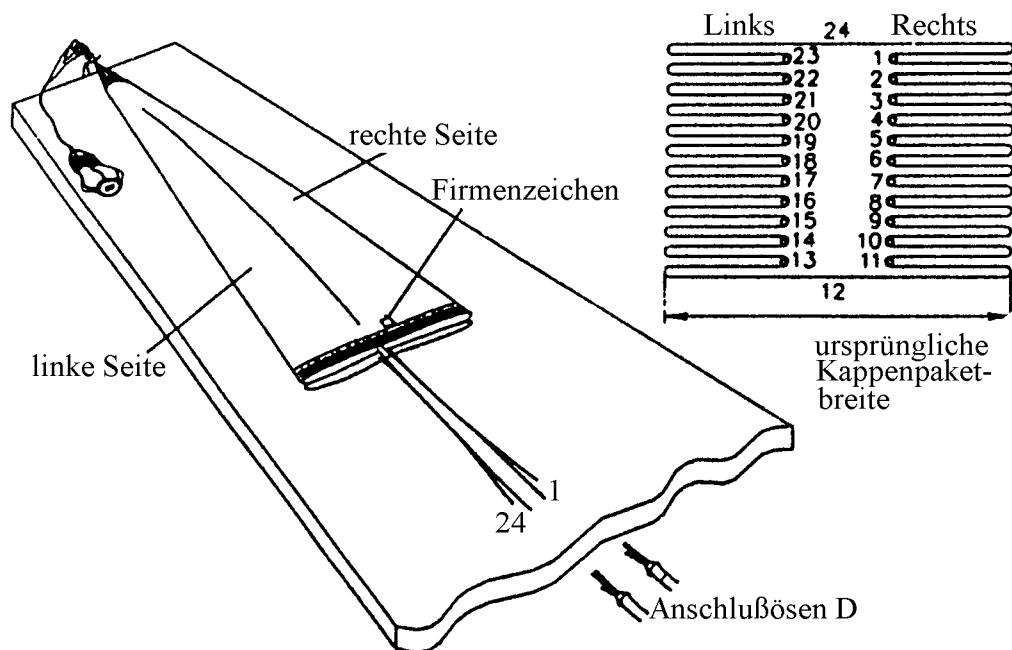 Links 24 Rechts
23 1
22 2
21 3
20 4
19 5
18 6
17 7
16 8
15 9
14 10
13 11
12
ursprüngliche
Kappenpaket-
breite
rechte Seite
Firmenzeichen
linke Seite
1
24
Anschlußösen D